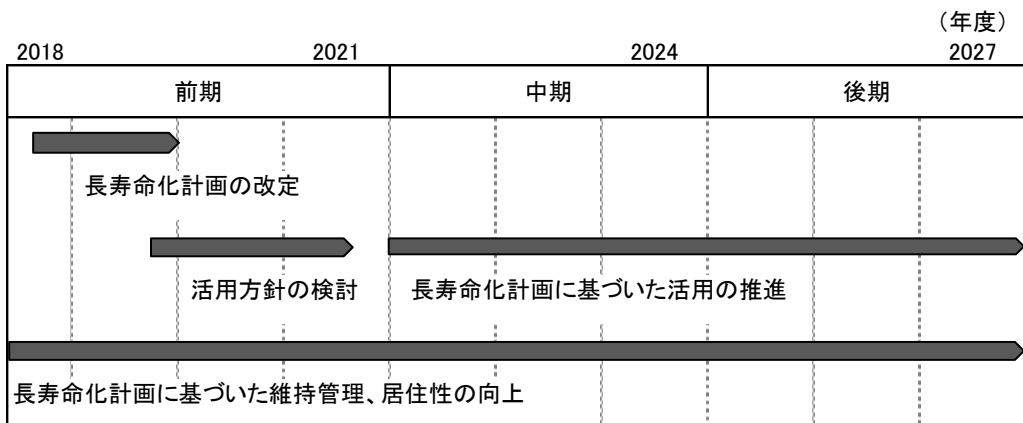 （年度）
2018 2021 2024 2027
前期 中期 後期
長寿命化計画の改定
活用方針の検討 長寿命化計画に基づいた活用の推進
長寿命化計画に基づいた維持管理、居住性の向上